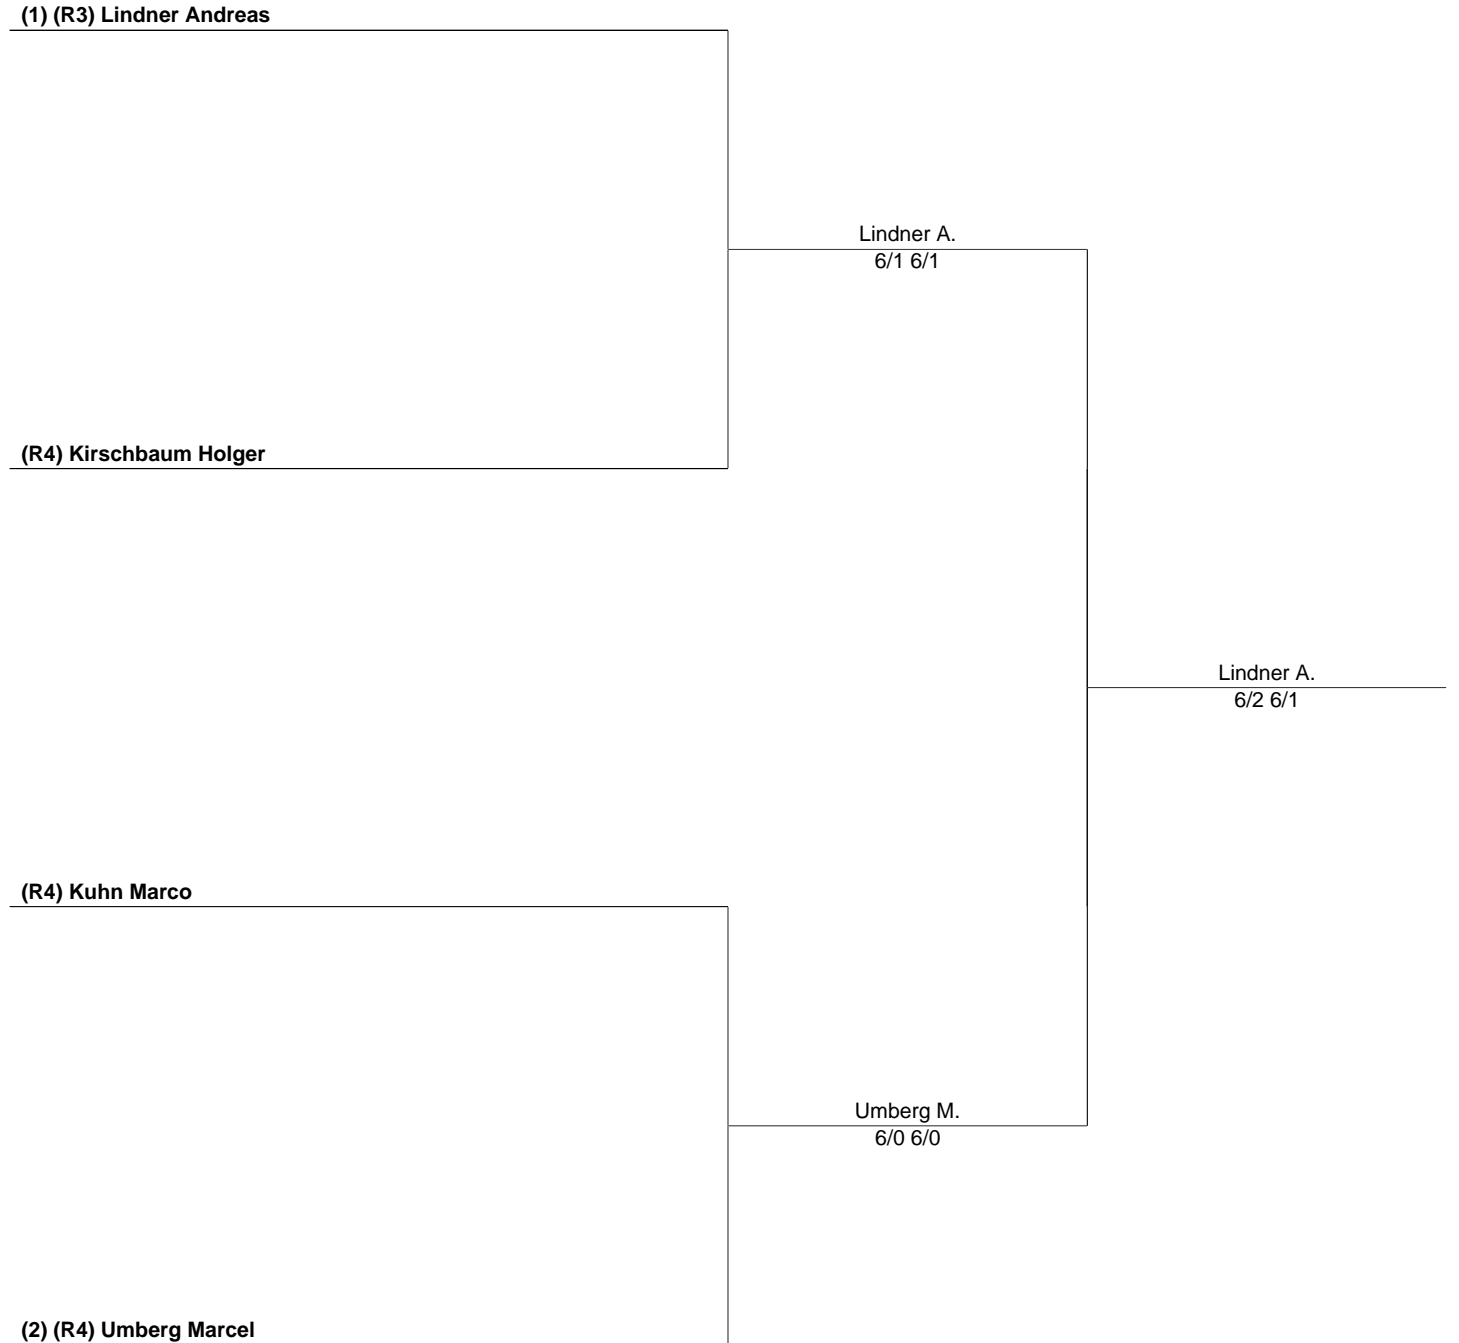 (1) (R3) Lindner Andreas
Lindner A.
6/1 6/1
(R4) Kirschbaum Holger
Lindner A.
6/2 6/1
(R4) Kuhn Marco
Umberg M.
6/0 6/0
(2) (R4) Umberg Marcel